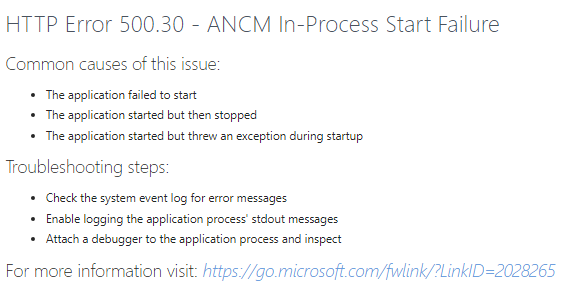 HTTP Error 500.30 - ANCM In-Process Start Failure
Common causes of this issue:
• The application failed to start
• The application started but then stopped
• The application started but threw an exception during startup
Troubleshooting steps:
• Check the system event log for error messages
• Enable logging the application process' stdout messages
• Attach a debugger to the application process and inspect
For more information visit: https://go.microsoft.com/fwlink/?LinkID=2028265